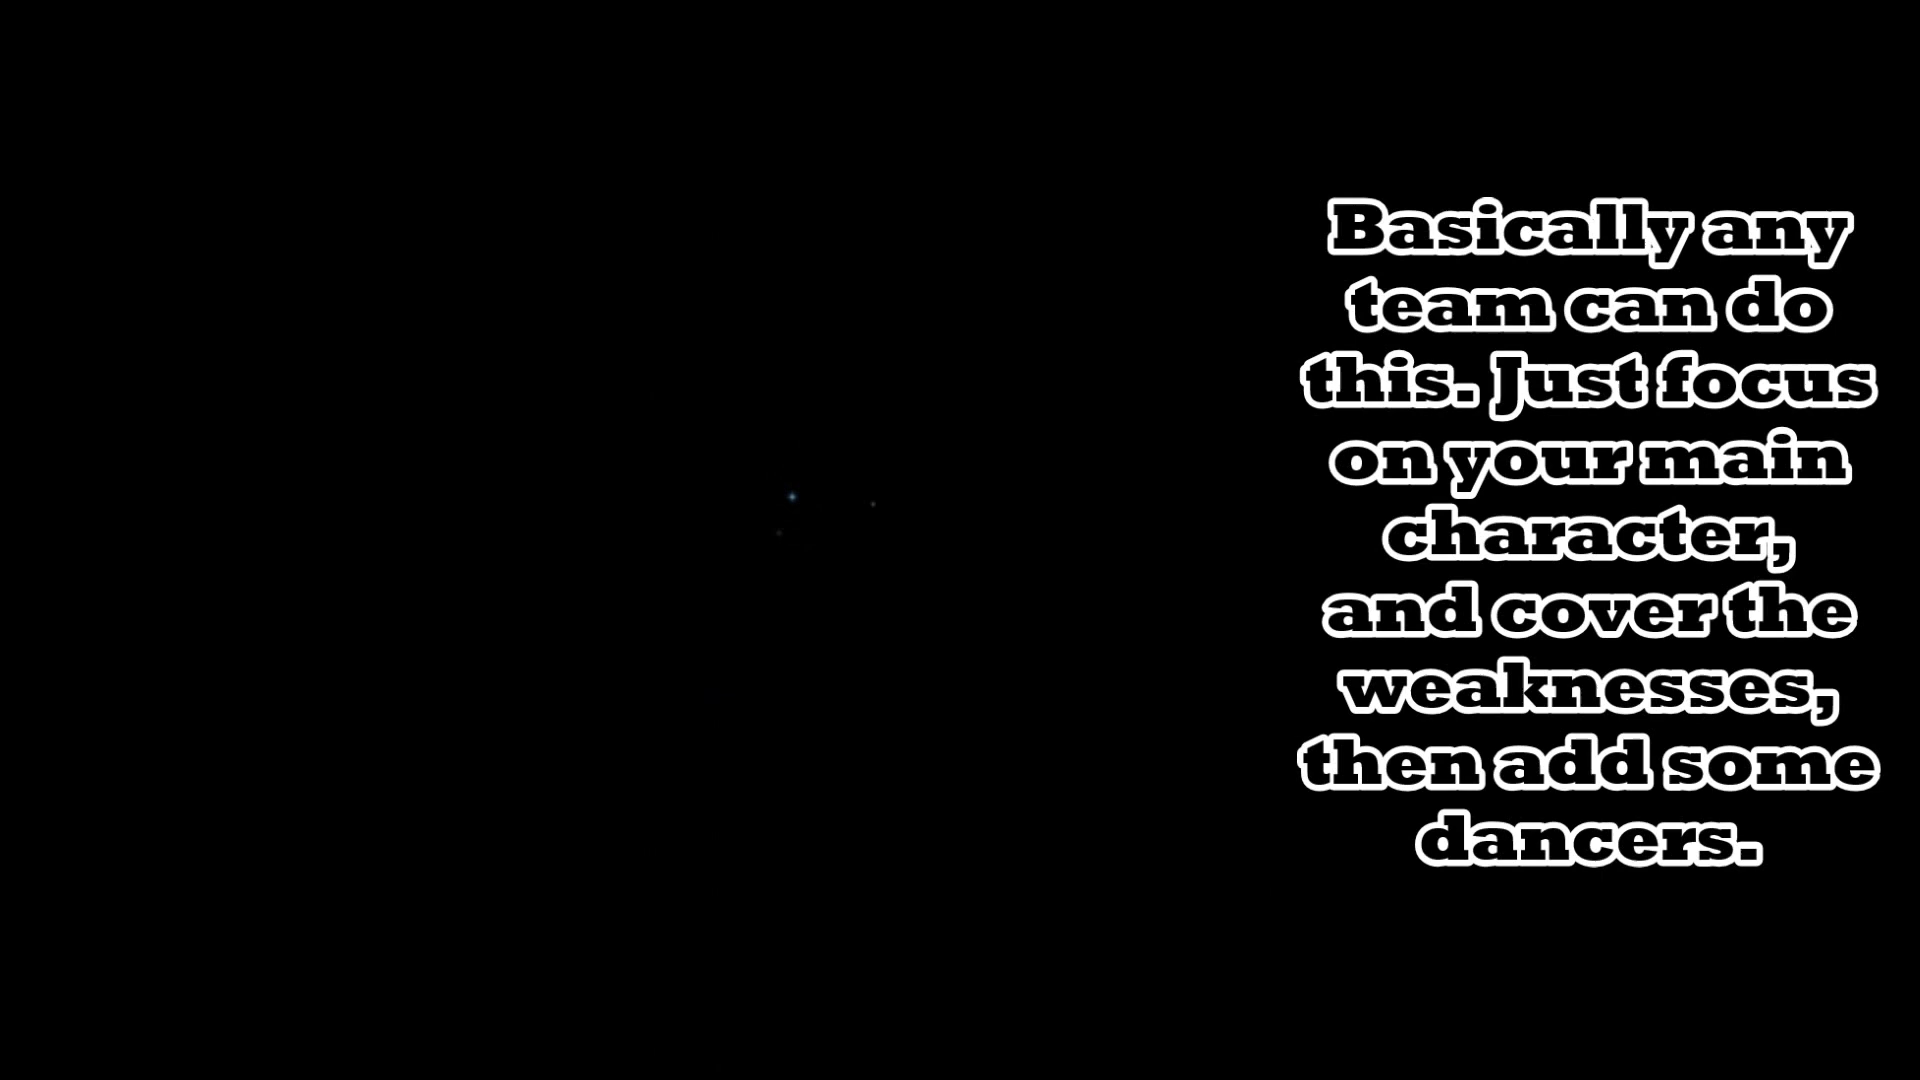 Basically any
team can do
this. Just focus
on your main
character,
and cover the
weaknesses,
then add some
dancers.